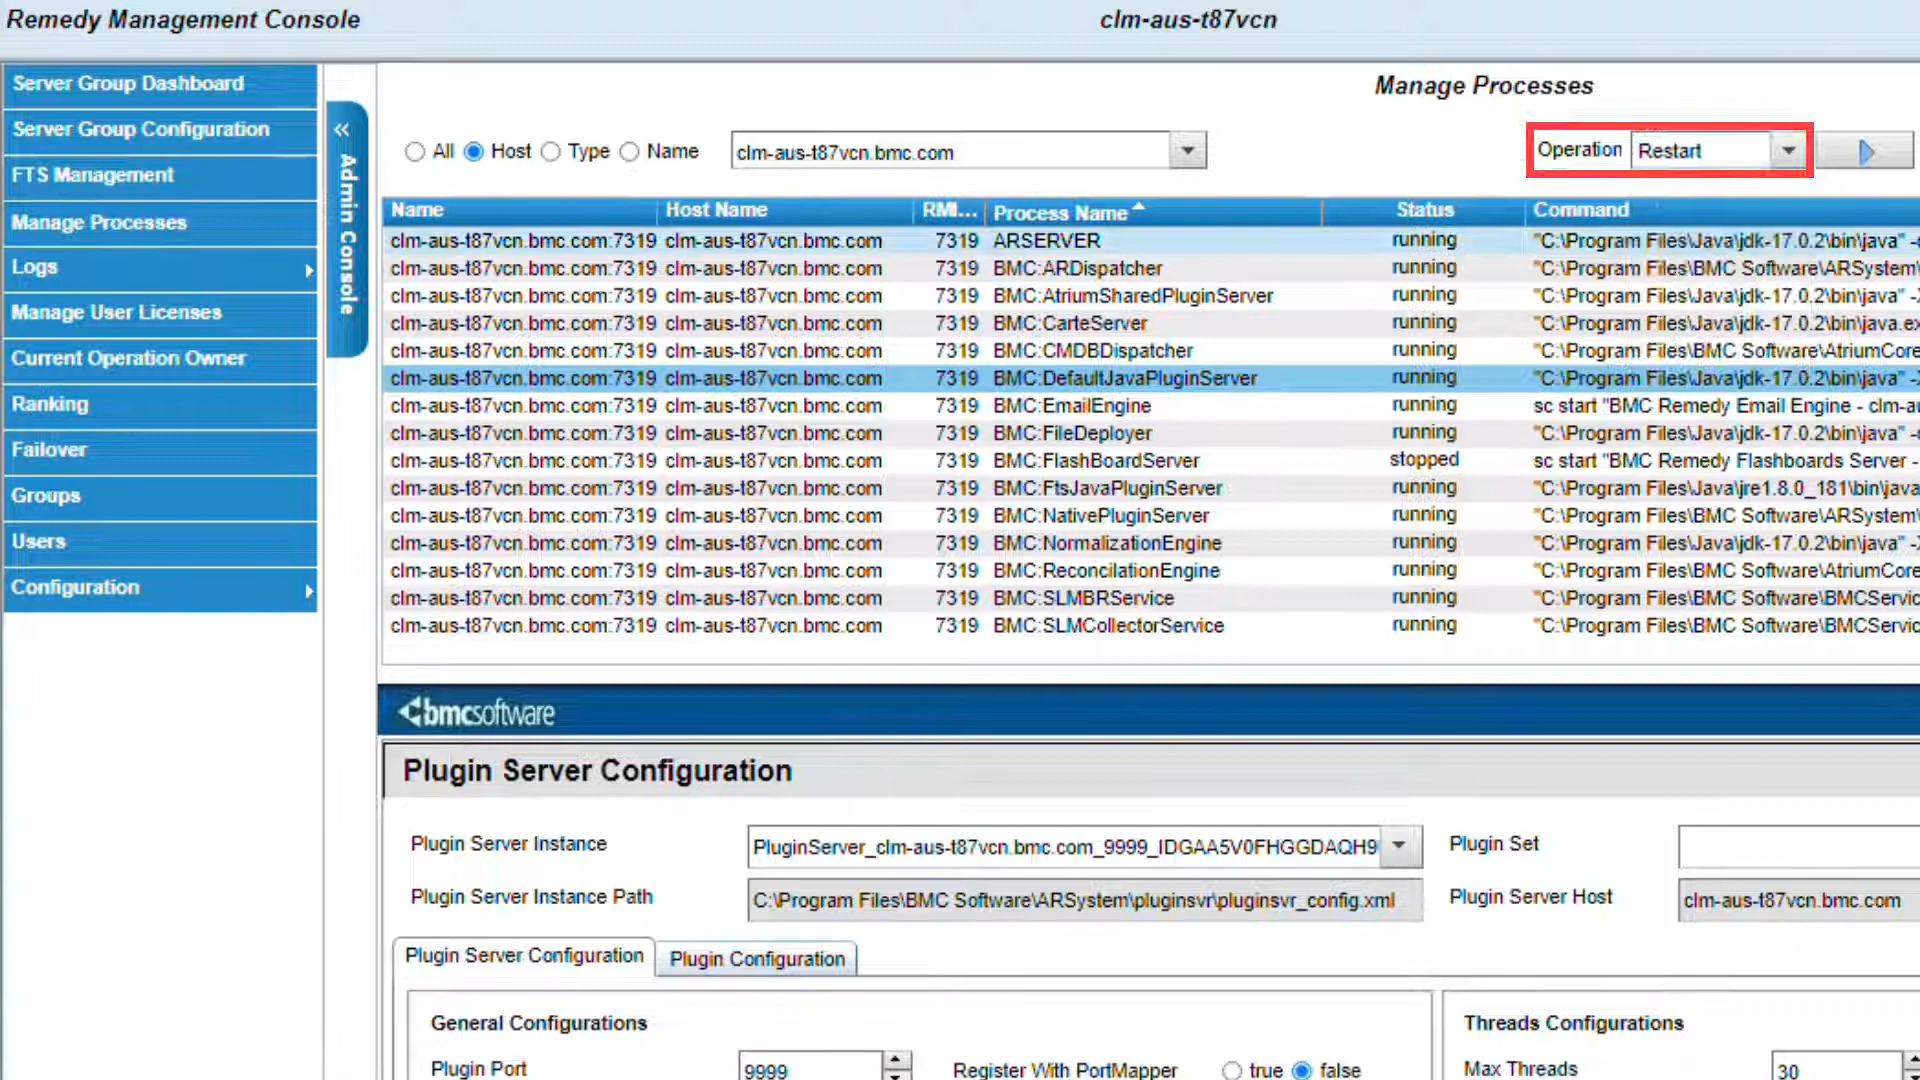 Remedy Management Console
clm-aus-t87vcn
Server Group Dashboard
Server Group Configuration
FTS Management
Manage Processes
Logs
Manage User Licenses
Current Operation Owner
Ranking
Failover
Groups
Users
Configuration
« Admin Console
Manage Processes
All Host Type Name clm-aus-t87vcn.bmc.com Operation Restart
Name Host Name RMI... Process Name Status Command
clm-aus-t87vcn.bmc.com:7319 clm-aus-t87vcn.bmc.com 7319 ARSERVER running "C:\Program Files\Java\jdk-17.0.2\bin\java" -
clm-aus-t87vcn.bmc.com:7319 clm-aus-t87vcn.bmc.com 7319 BMC:ARDispatcher running "C:\Program Files\BMC Software\ARSystem\
clm-aus-t87vcn.bmc.com:7319 clm-aus-t87vcn.bmc.com 7319 BMC:AtriumSharedPluginServer running "C:\Program Files\Java\jdk-17.0.2\bin\java" -X
clm-aus-t87vcn.bmc.com:7319 clm-aus-t87vcn.bmc.com 7319 BMC:CarteServer running "C:\Program Files\Java\jdk-17.0.2\bin\java.ex
clm-aus-t87vcn.bmc.com:7319 clm-aus-t87vcn.bmc.com 7319 BMC:CMDBDispatcher running "C:\Program Files\BMC Software\AtriumCore
clm-aus-t87vcn.bmc.com:7319 clm-aus-t87vcn.bmc.com 7319 BMC:DefaultJavaPluginServer running "C:\Program Files\Java\jdk-17.0.2\bin\java" -X
clm-aus-t87vcn.bmc.com:7319 clm-aus-t87vcn.bmc.com 7319 BMC:EmailEngine running sc start "BMC Remedy Email Engine - clm-au
clm-aus-t87vcn.bmc.com:7319 clm-aus-t87vcn.bmc.com 7319 BMC:FileDeployer running "C:\Program Files\Java\jdk-17.0.2\bin\java" -
clm-aus-t87vcn.bmc.com:7319 clm-aus-t87vcn.bmc.com 7319 BMC:FlashBoardServer stopped sc start "BMC Remedy Flashboards Server -
clm-aus-t87vcn.bmc.com:7319 clm-aus-t87vcn.bmc.com 7319 BMC:FtsJavaPluginServer running "C:\Program Files\Java\jre1.8.0_181\bin\java
clm-aus-t87vcn.bmc.com:7319 clm-aus-t87vcn.bmc.com 7319 BMC:NativePluginServer running "C:\Program Files\BMC Software\ARSystem\
clm-aus-t87vcn.bmc.com:7319 clm-aus-t87vcn.bmc.com 7319 BMC:NormalizationEngine running "C:\Program Files\Java\jdk-17.0.2\bin\java" -X
clm-aus-t87vcn.bmc.com:7319 clm-aus-t87vcn.bmc.com 7319 BMC:ReconcilationEngine running "C:\Program Files\BMC Software\AtriumCore
clm-aus-t87vcn.bmc.com:7319 clm-aus-t87vcn.bmc.com 7319 BMC:SLMBRService running "C:\Program Files\BMC Software\BMCServic
clm-aus-t87vcn.bmc.com:7319 clm-aus-t87vcn.bmc.com 7319 BMC:SLMCollectorService running "C:\Program Files\BMC Software\BMCServic
bmcsoftware
Plugin Server Configuration
Plugin Server Instance PluginServer_clm-aus-t87vcn.bmc.com_9999_IDGAA5V0FHGGDAQH9 Plugin Set
Plugin Server Instance Path C:\Program Files\BMC Software\ARSystem\pluginsvr\pluginsvr_config.xml Plugin Server Host clm-aus-t87vcn.bmc.com
Plugin Server Configuration Plugin Configuration
General Configurations Threads Configurations
Plugin Port 9999 Register With PortMapper true false Max Threads 30